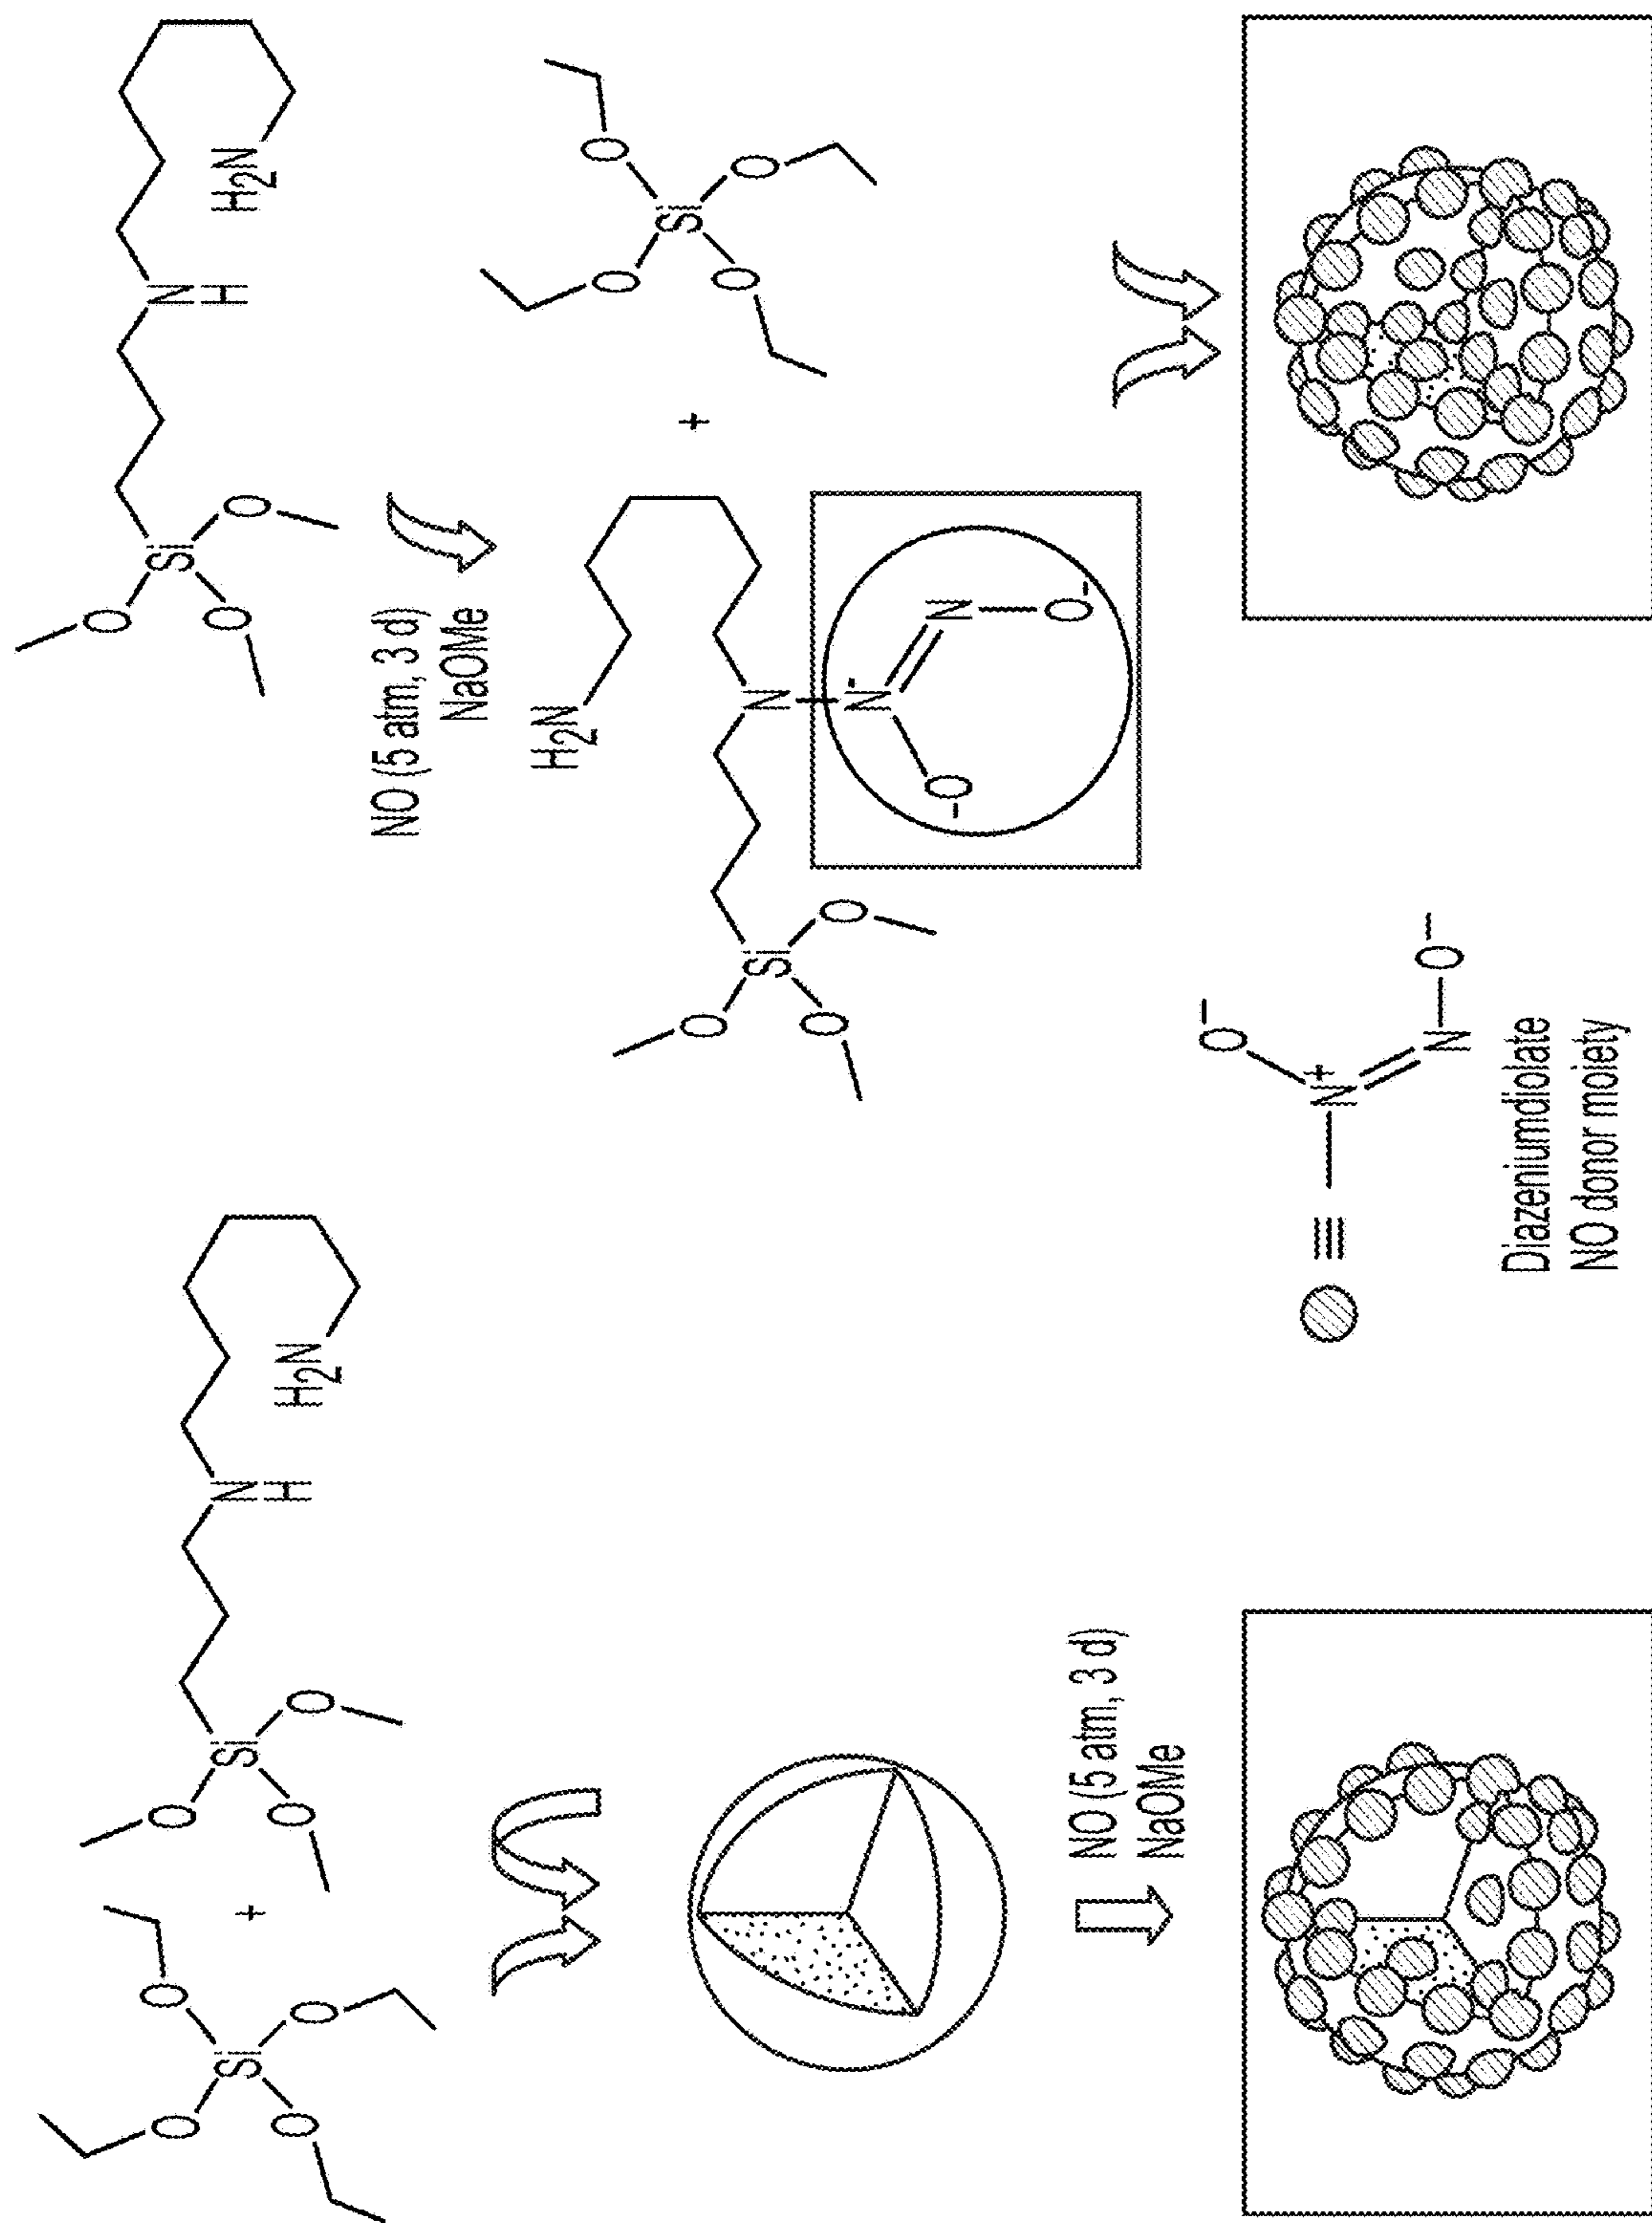 O O
Si
O O
+
O
Si
O O
N
H
H2N
NO (5 atm, 3 d)
NaOMe
O
Si
O O
N
H
H2N
NO (5 atm, 3 d)
NaOMe
H2N
O
Si
O O
N
N
-O
N
O-
+
O O
Si
O O
≡
O-
N+
N
O-
Diazeniumdiolate
NO donor moiety